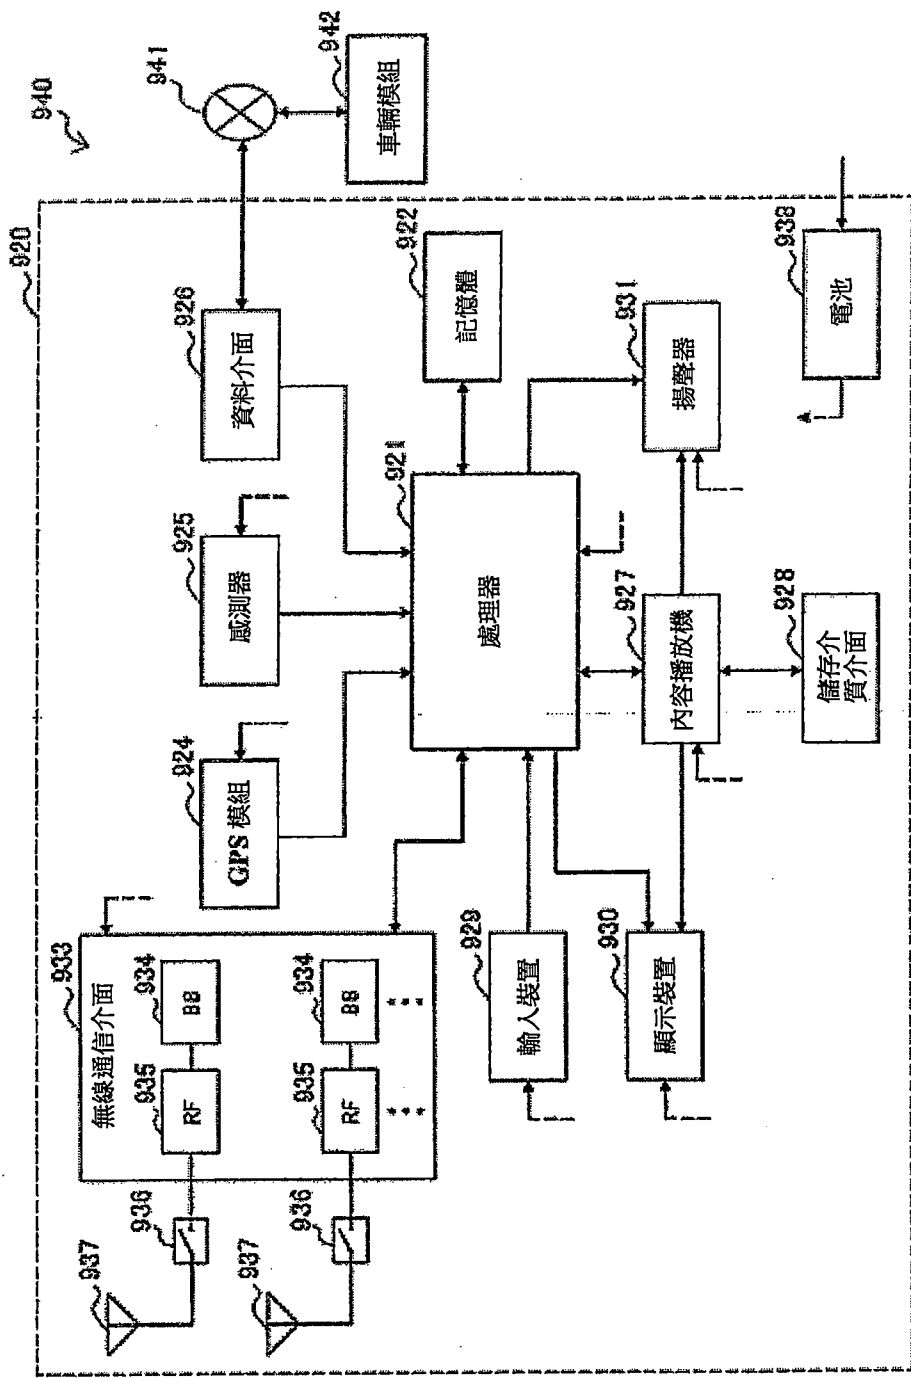 940
941
942
車輛模組
920
926
資料介面
922
記憶體
931
揚聲器
938
電池
925
感測器
921
處理器
927
內容播放機
928
儲存介
質介面
924
GPS 模組
933
無線通信介面
934
BB
935
RF
934
BB
935
RF
929
輸入裝置
930
顯示裝置
936
937
936
937